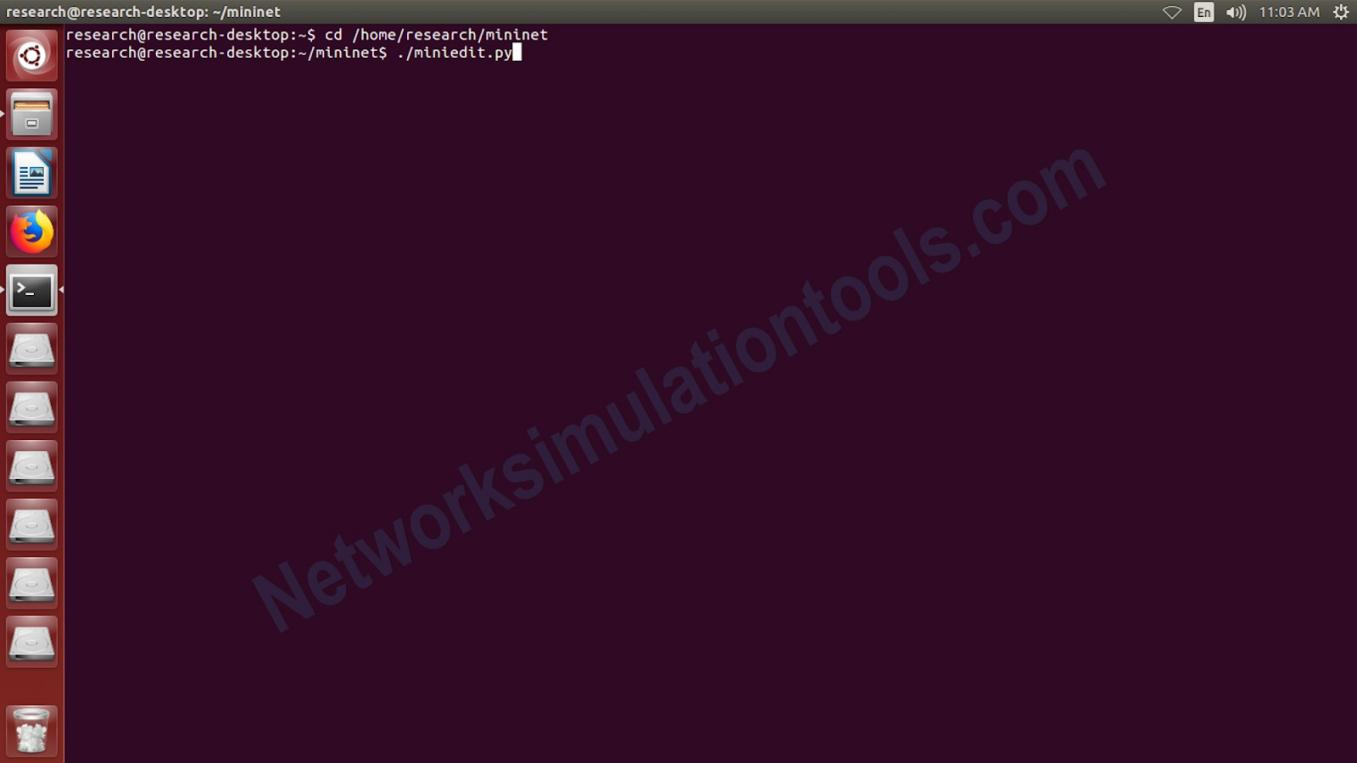 research@research-desktop: ~/mininet
En
11:03 AM
research@research-desktop:~$ cd /home/research/mininet
research@research-desktop:~/mininet$ ./miniedit.py
Networksimulationtools.com